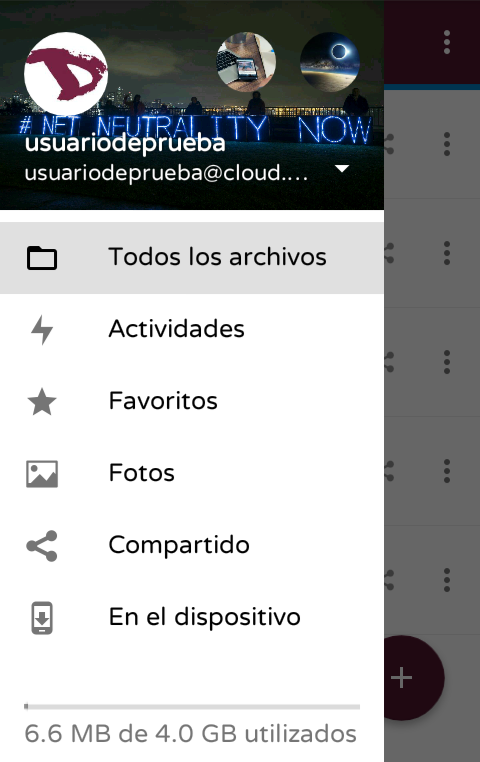 # NET NEUTRALITY NOW
usuariodeprueba
usuariodeprueba@cloud....
Todos los archivos
Actividades
Favoritos
Fotos
Compartido
En el dispositivo
6.6 MB de 4.0 GB utilizados